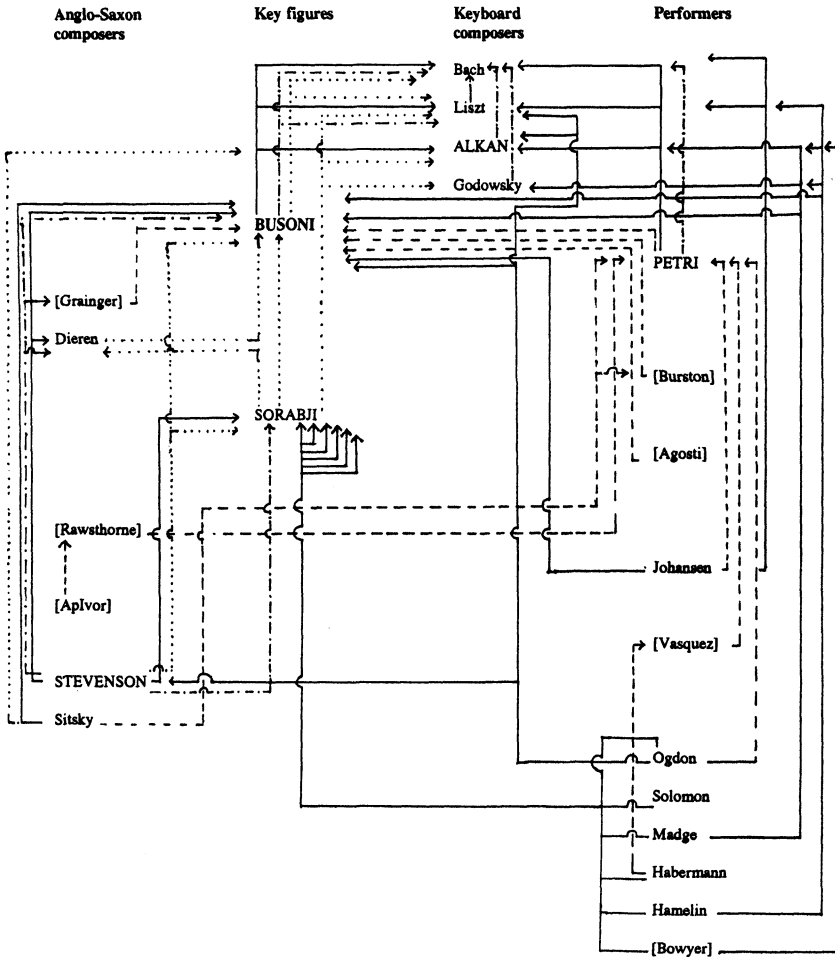 Anglo-Saxon composers
Key figures
Keyboard composers
Performers
Bach
Liszt
ALKAN
Godowsky
BUSONI
PETRI
[Grainger]
Dieren
[Burston]
SORABJI
[Agosti]
[Rawsthorne]
Johansen
[ApIvor]
[Vasquez]
STEVENSON
Sitsky
Ogdon
Solomon
Madge
Habermann
Hamelin
[Bowyer]